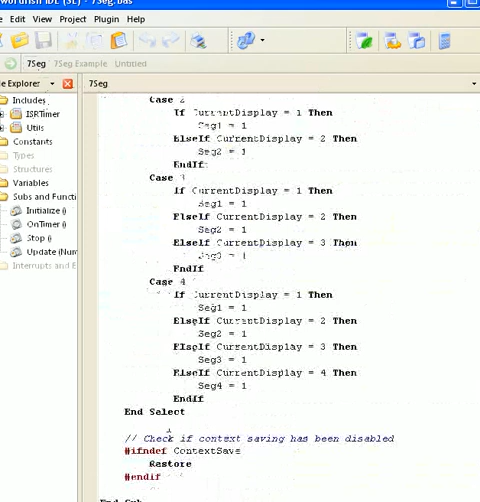 wordfish IDE (SE) - 7Seg.bas
Edit View Project Plugin Help
7Seg 7Seg Example Untitled
e Explorer
7Seg
Includes
ISRTimer
Utils
Constants
Types
Structures
Variables
Subs and Functi
Initialize ()
OnTimer ()
Stop ()
Update (Num
Interrupts and E
Case 2
If CurrentDisplay = 1 Then
Seg1 = 1
ElseIf CurrentDisplay = 2 Then
Seg2 = 1
EndIf
Case 3
If CurrentDisplay = 1 Then
Seg1 = 1
ElseIf CurrentDisplay = 2 Then
Seg2 = 1
ElseIf CurrentDisplay = 3 Then
Seg3 = 1
EndIf
Case 4
If CurrentDisplay = 1 Then
Seg1 = 1
ElseIf CurrentDisplay = 2 Then
Seg2 = 1
ElseIf CurrentDisplay = 3 Then
Seg3 = 1
ElseIf CurrentDisplay = 4 Then
Seg4 = 1
EndIf
End Select
// Check if context saving has been disabled
#ifndef ContextSave
Restore
#endif
End Sub